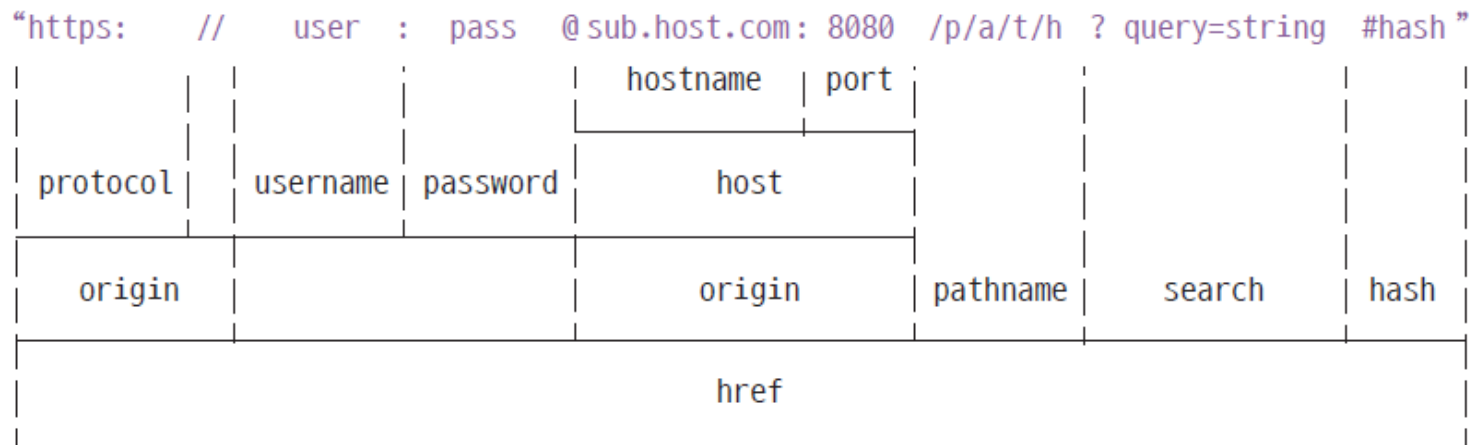 “https: // user : pass @ sub.host.com : 8080 /p/a/t/h ? query=string #hash”
hostname port
protocol username password host
origin origin pathname search hash
href